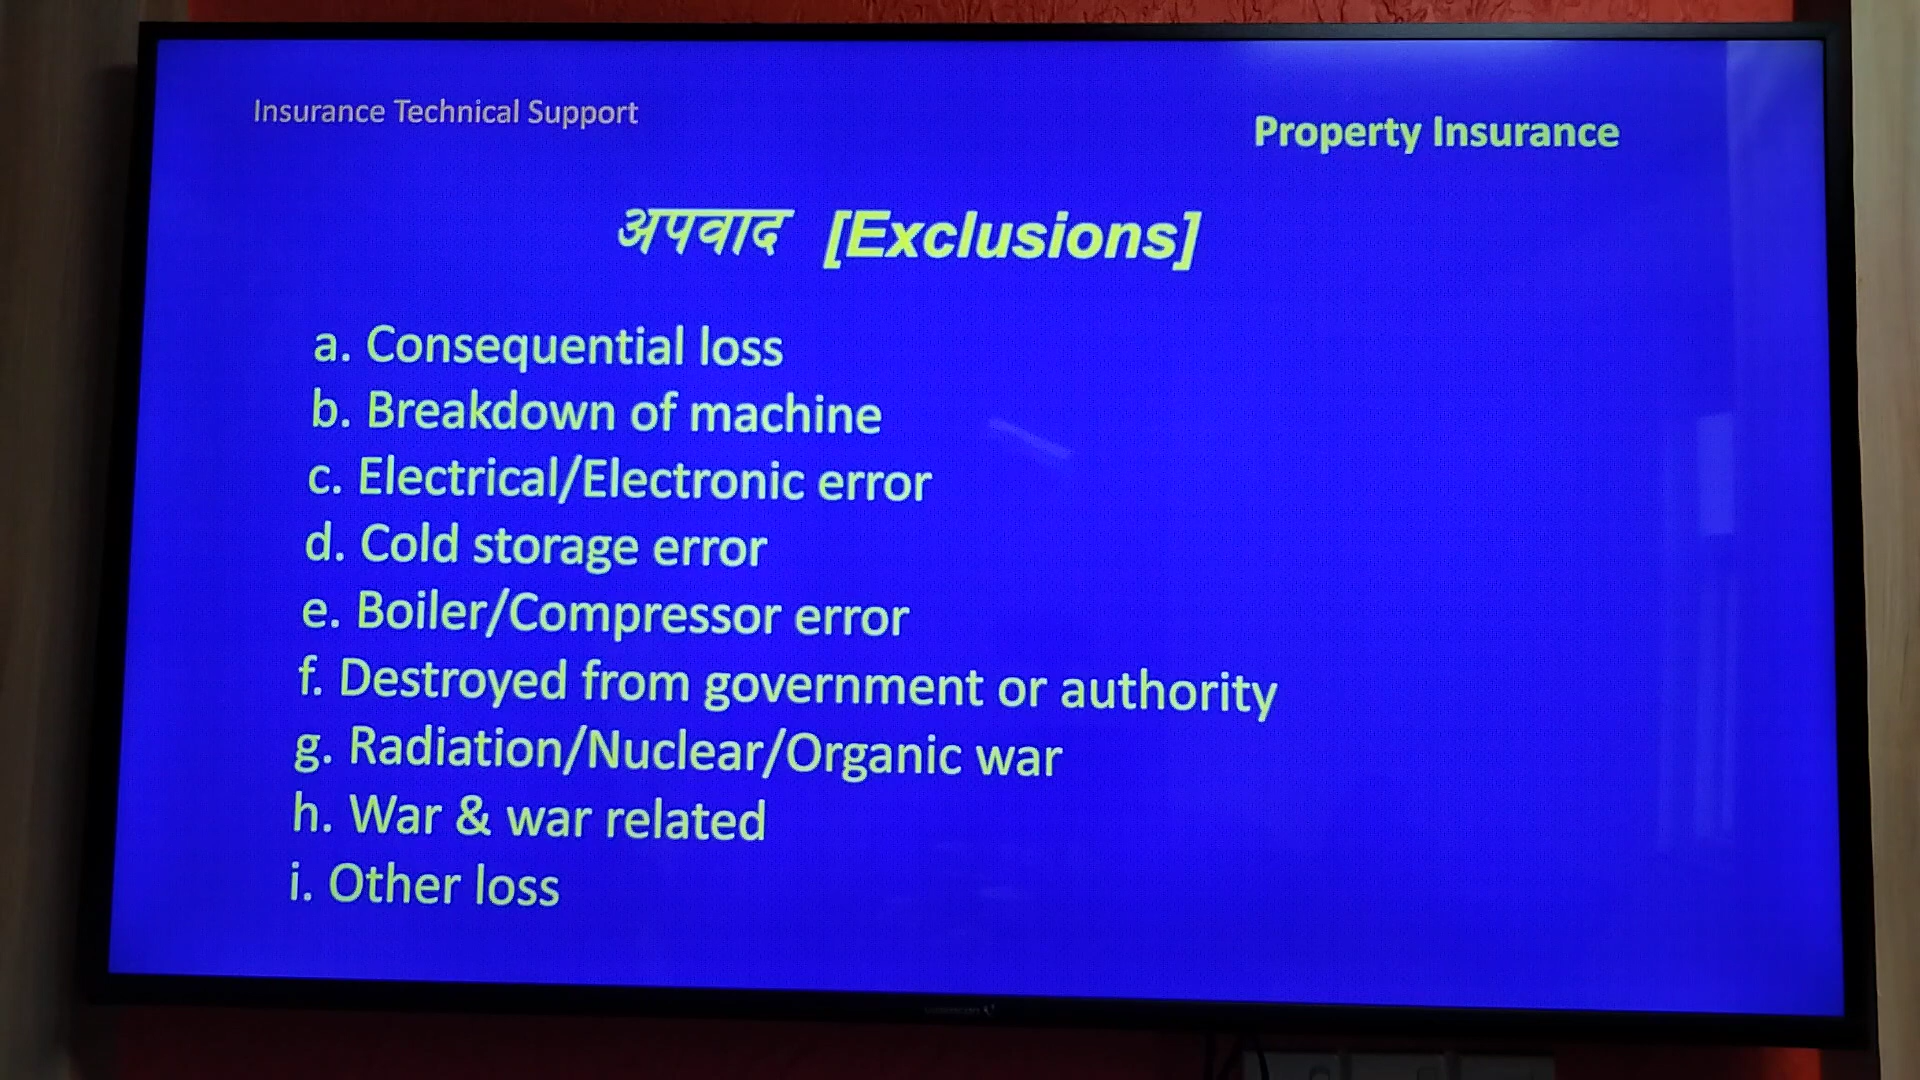 Insurance Technical Support
Property Insurance
अपवाद [Exclusions]
a. Consequential loss
b. Breakdown of machine
c. Electrical/Electronic error
d. Cold storage error
e. Boiler/Compressor error
f. Destroyed from government or authority
g. Radiation/Nuclear/Organic war
h. War & war related
i. Other loss